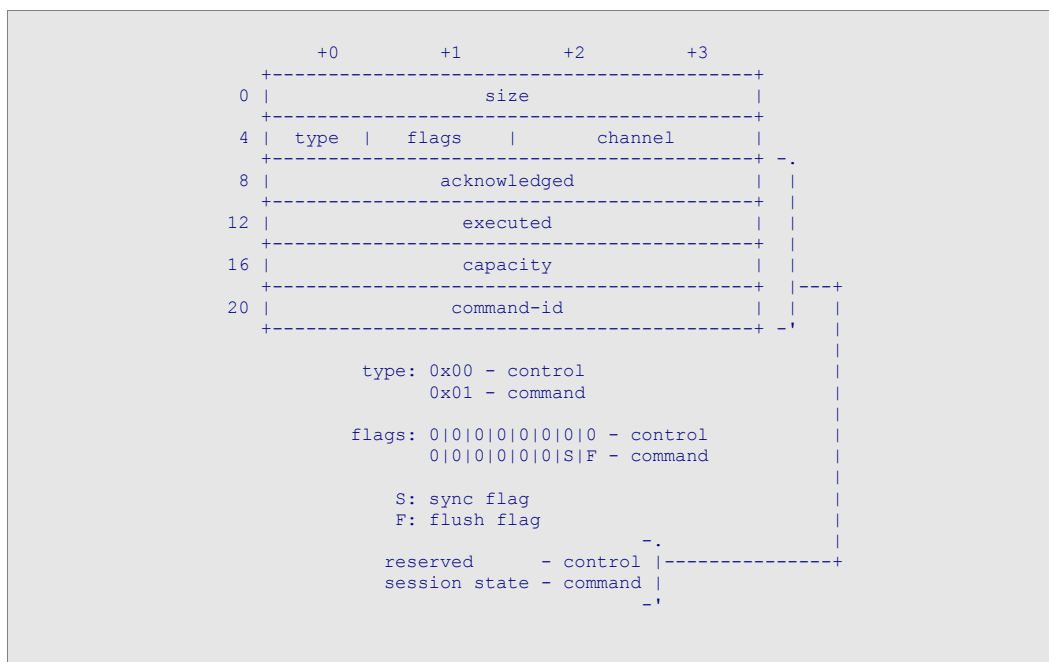 +0 +1 +2 +3
+---------------------------------------------+
0 | size |
+---------------------------------------------+
4 | type | flags | channel |
+---------------------------------------------+ -.
8 | acknowledged | |
+---------------------------------------------+ |
12 | executed | |
+---------------------------------------------+ |
16 | capacity | |
+---------------------------------------------+ |---+
20 | command-id | | |
+---------------------------------------------+ -' |
|
type: 0x00 - control |
0x01 - command |
|
flags: 0|0|0|0|0|0|0|0 - control |
0|0|0|0|0|0|S|F - command |
|
S: sync flag |
F: flush flag |
-. |
reserved - control |---------------+
session state - command |
-'